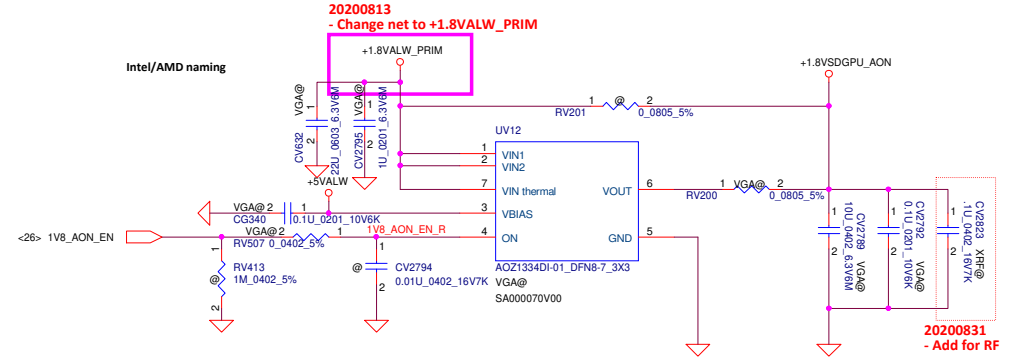 20200813
- Change net to +1.8VALW_PRIM
+1.8VALW_PRIM
Intel/AMD naming
+1.8VSDGPU_AON
VGA@
1
2
CV632
22U_0603_6.3V6M
VGA@
1
2
CV2795
1U_0201_6.3V6M
1 @ 2
RV201 0_0805_5%
UV12
1 VIN1
2 VIN2
7 VIN thermal
VOUT 6
3 VBIAS
4 ON
GND 5
AOZ1334DI-01_DFN8-7_3X3
VGA@
SA000070V00
+5VALW
VGA@ 2 1
CG340 0.1U_0201_10V6K
VGA@ 2 1
RV507 0_0402_5%
1V8_AON_EN_R
<26> 1V8_AON_EN
1
@
2
RV413
1M_0402_5%
1
@
2
CV2794
0.01U_0402_16V7K
1 VGA@ 2
RV200 0_0805_5%
1
2
CV2789 VGA@
10U_0402_6.3V6M
1
2
CV2792 VGA@
0.1U_0201_10V6K
1
2
CV2823 XRF@
.1U_0402_16V7K
20200831
- Add for RF